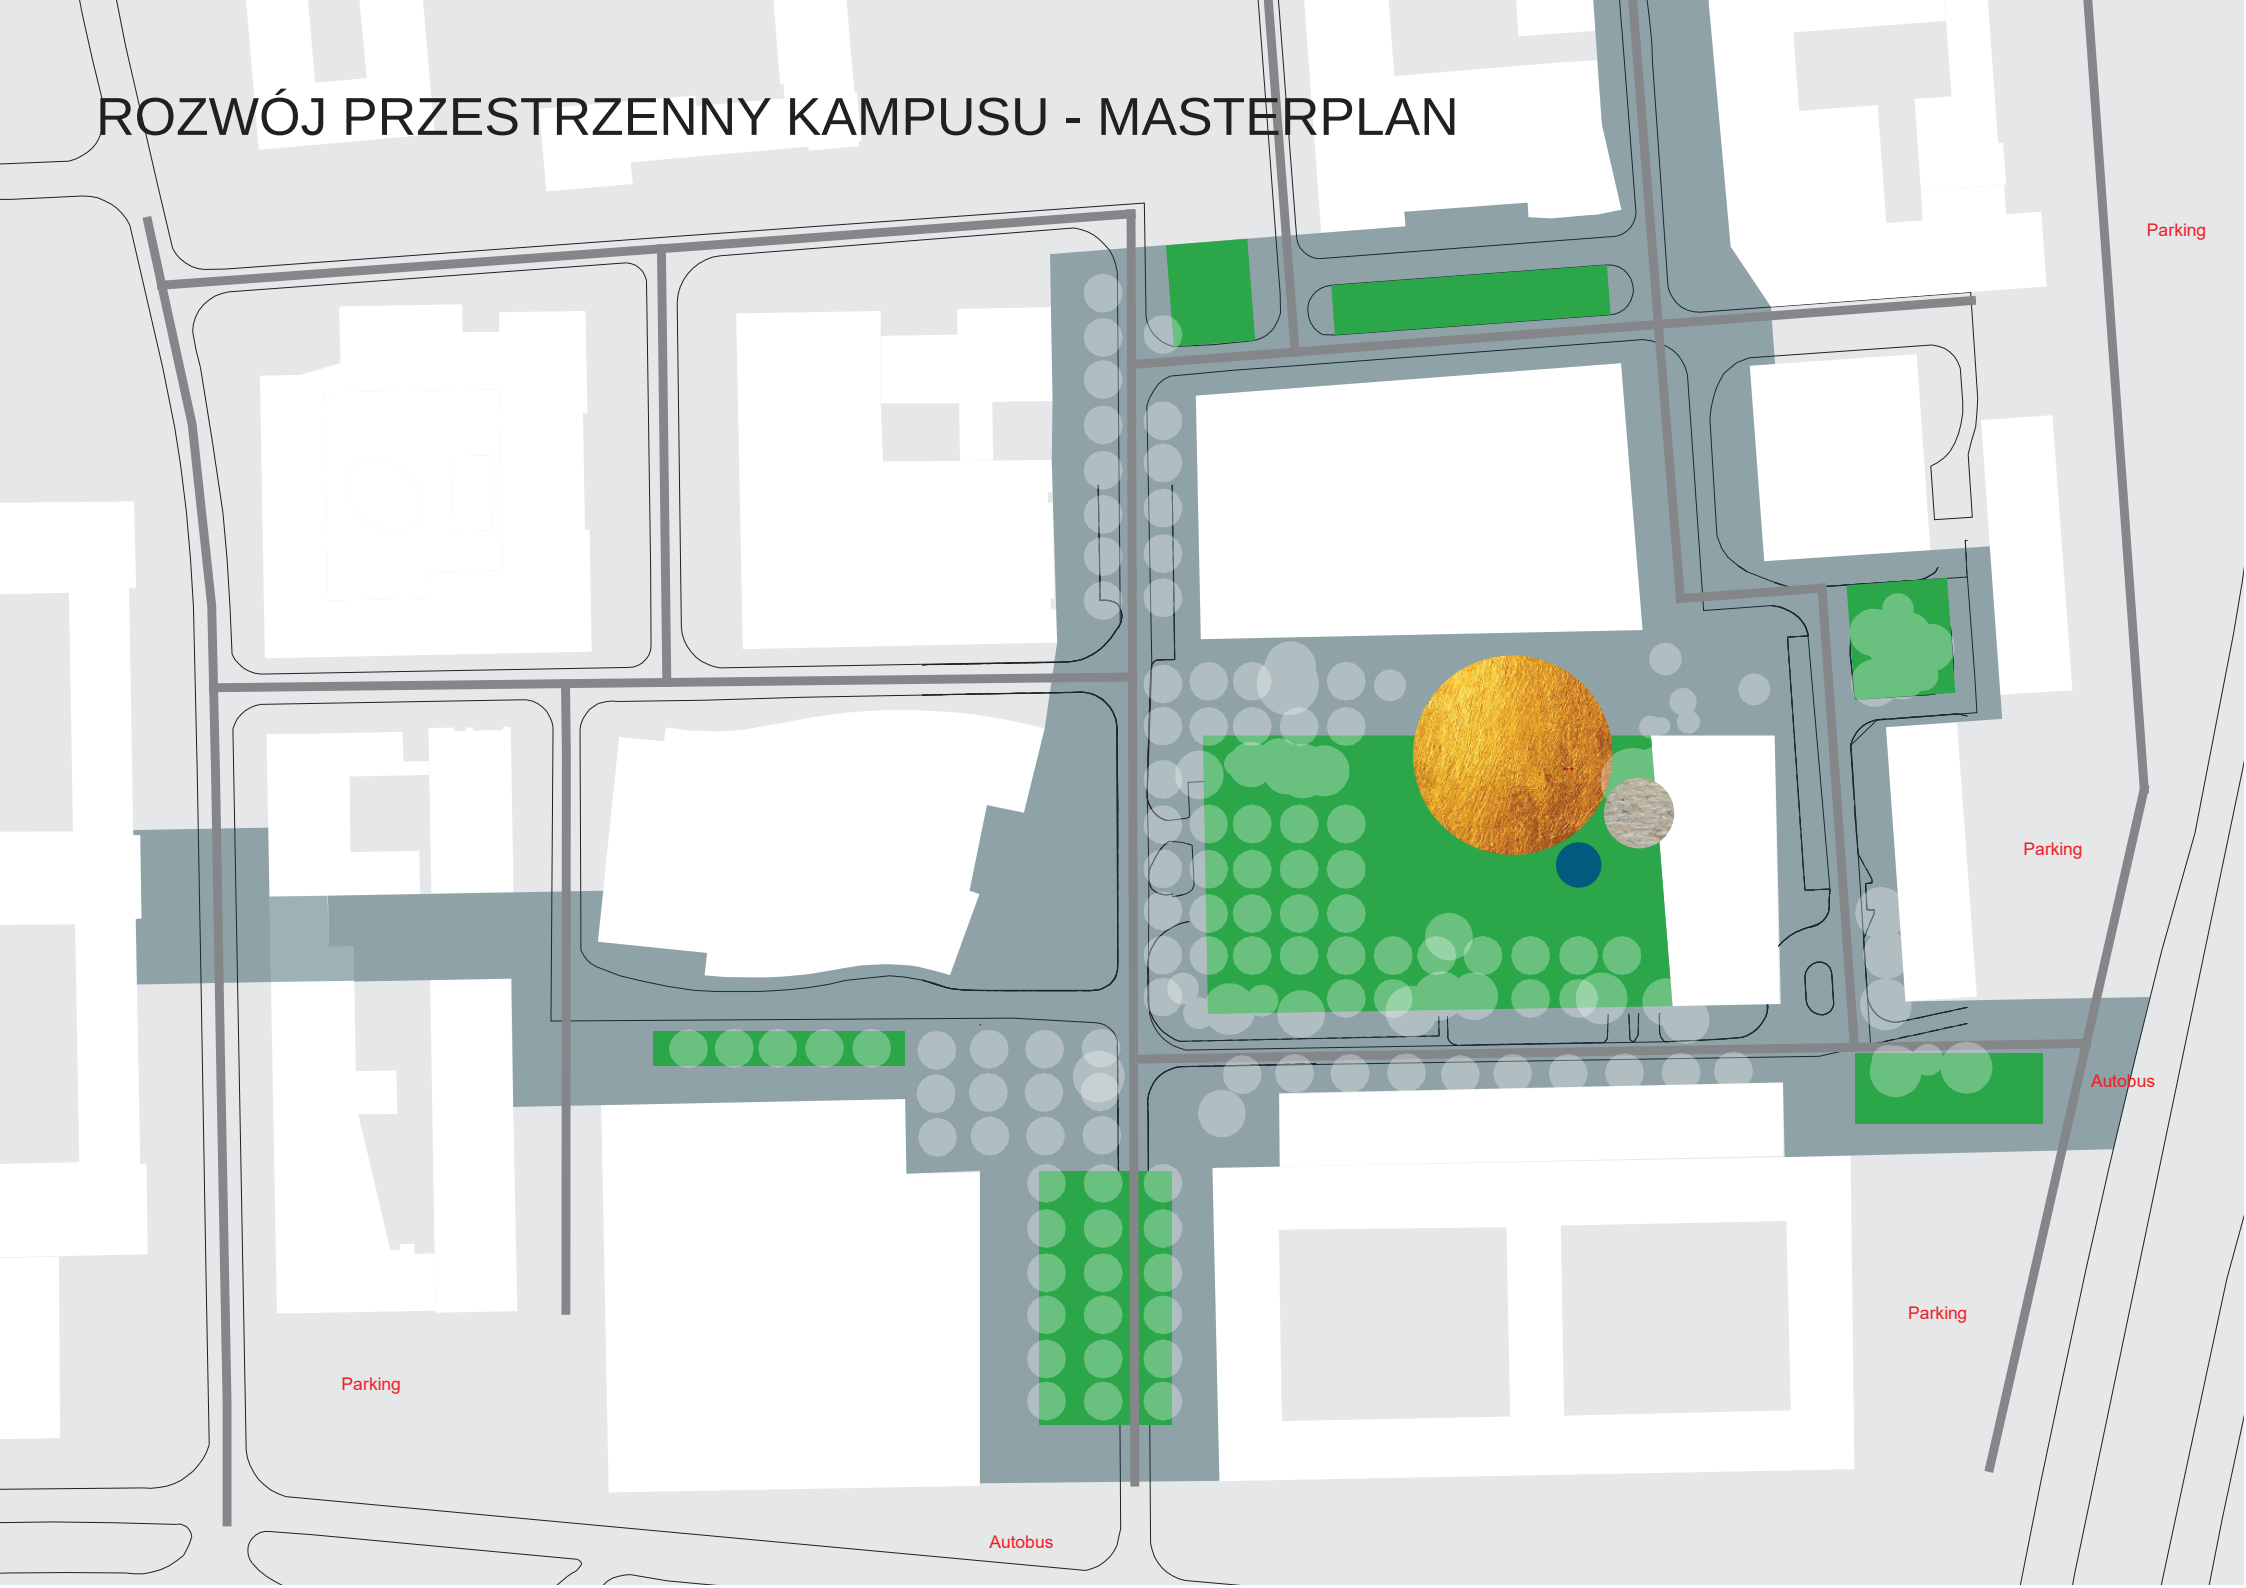 ROZWÓJ PRZESTRZENNY KAMPUSU - MASTERPLAN
Parking
Parking
Autobus
Parking
Parking
Autobus